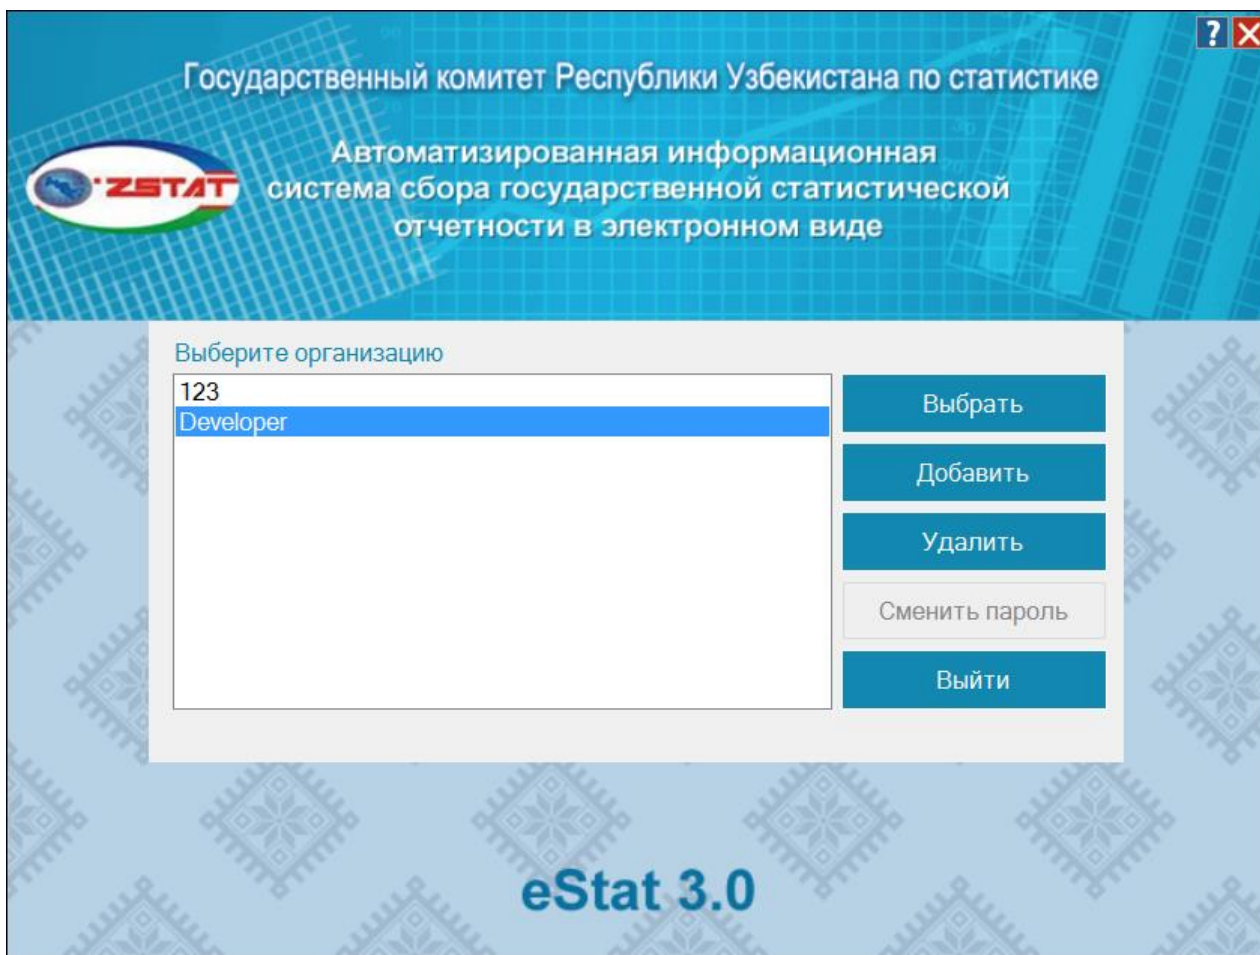 ?
Государственный комитет Республики Узбекистана по статистике
Автоматизированная информационная
система сбора государственной статистической
отчетности в электронном виде
O'ZSTAT
Выберите организацию
123
Developer
Выбрать
Добавить
Удалить
Сменить пароль
Выйти
eStat 3.0